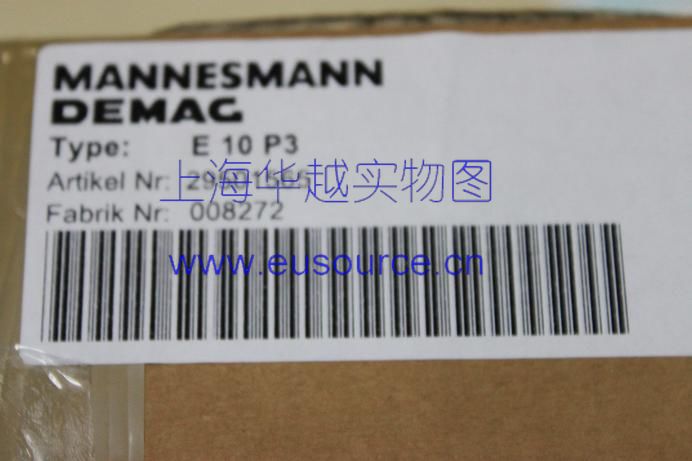 MANNESMANN
DEMAG
Type: E 10 P3
Artikel Nr:
上海华越实物图
Fabrik Nr: 008272
www.eusource.cn